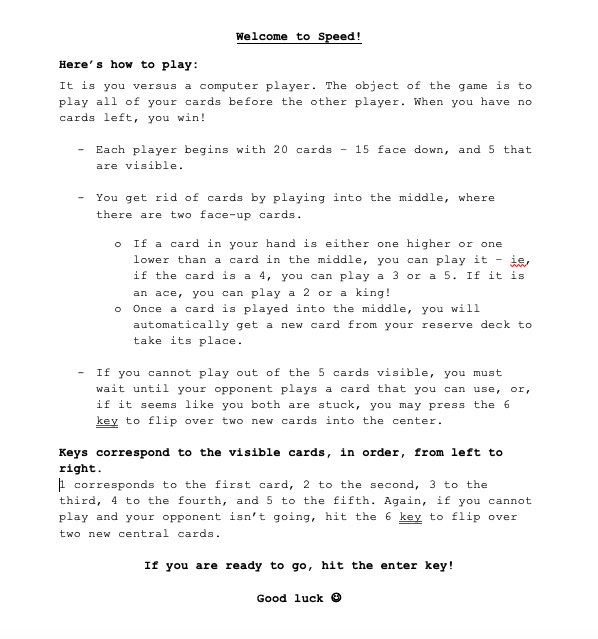 Welcome to Speed!
Here's how to play:
It is you versus a computer player. The object of the game is to
play all of your cards before the other player. When you have no
cards left, you win!
- Each player begins with 20 cards – 15 face down, and 5 that
are visible.
- You get rid of cards by playing into the middle, where
there are two face-up cards.
o If a card in your hand is either one higher or one
lower than a card in the middle, you can play it – ie,
if the card is a 4, you can play a 3 or a 5. If it is
an ace, you can play a 2 or a king!
o Once a card is played into the middle, you will
automatically get a new card from your reserve deck to
take its place.
- If you cannot play out of the 5 cards visible, you must
wait until your opponent plays a card that you can use, or,
if it seems like you both are stuck, you may press the 6
key to flip over two new cards into the center.
Keys correspond to the visible cards, in order, from left to
right.
1 corresponds to the first card, 2 to the second, 3 to the
third, 4 to the fourth, and 5 to the fifth. Again, if you cannot
play and your opponent isn't going, hit the 6 key to flip over
two new central cards.
If you are ready to go, hit the enter key!
Good luck ☺